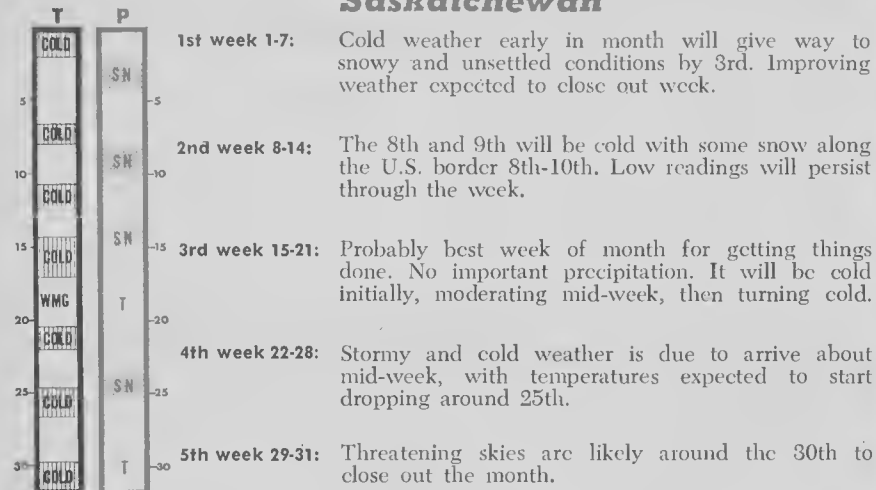 Saskatchewan
T P
COLD
SN
5 5
COLD
SN
10 10
COLD
SN
15 15
COLD
WMG
T
20 20
COLD
SN
25 25
COLD
T
30 30
COLD
1st week 1-7: Cold weather early in month will give way to
snowy and unsettled conditions by 3rd. Improving
weather expected to close out week.
2nd week 8-14: The 8th and 9th will be cold with some snow along
the U.S. border 8th-10th. Low readings will persist
through the week.
3rd week 15-21: Probably best week of month for getting things
done. No important precipitation. It will be cold
initially, moderating mid-week, then turning cold.
4th week 22-28: Stormy and cold weather is due to arrive about
mid-week, with temperatures expected to start
dropping around 25th.
5th week 29-31: Threatening skies are likely around the 30th to
close out the month.